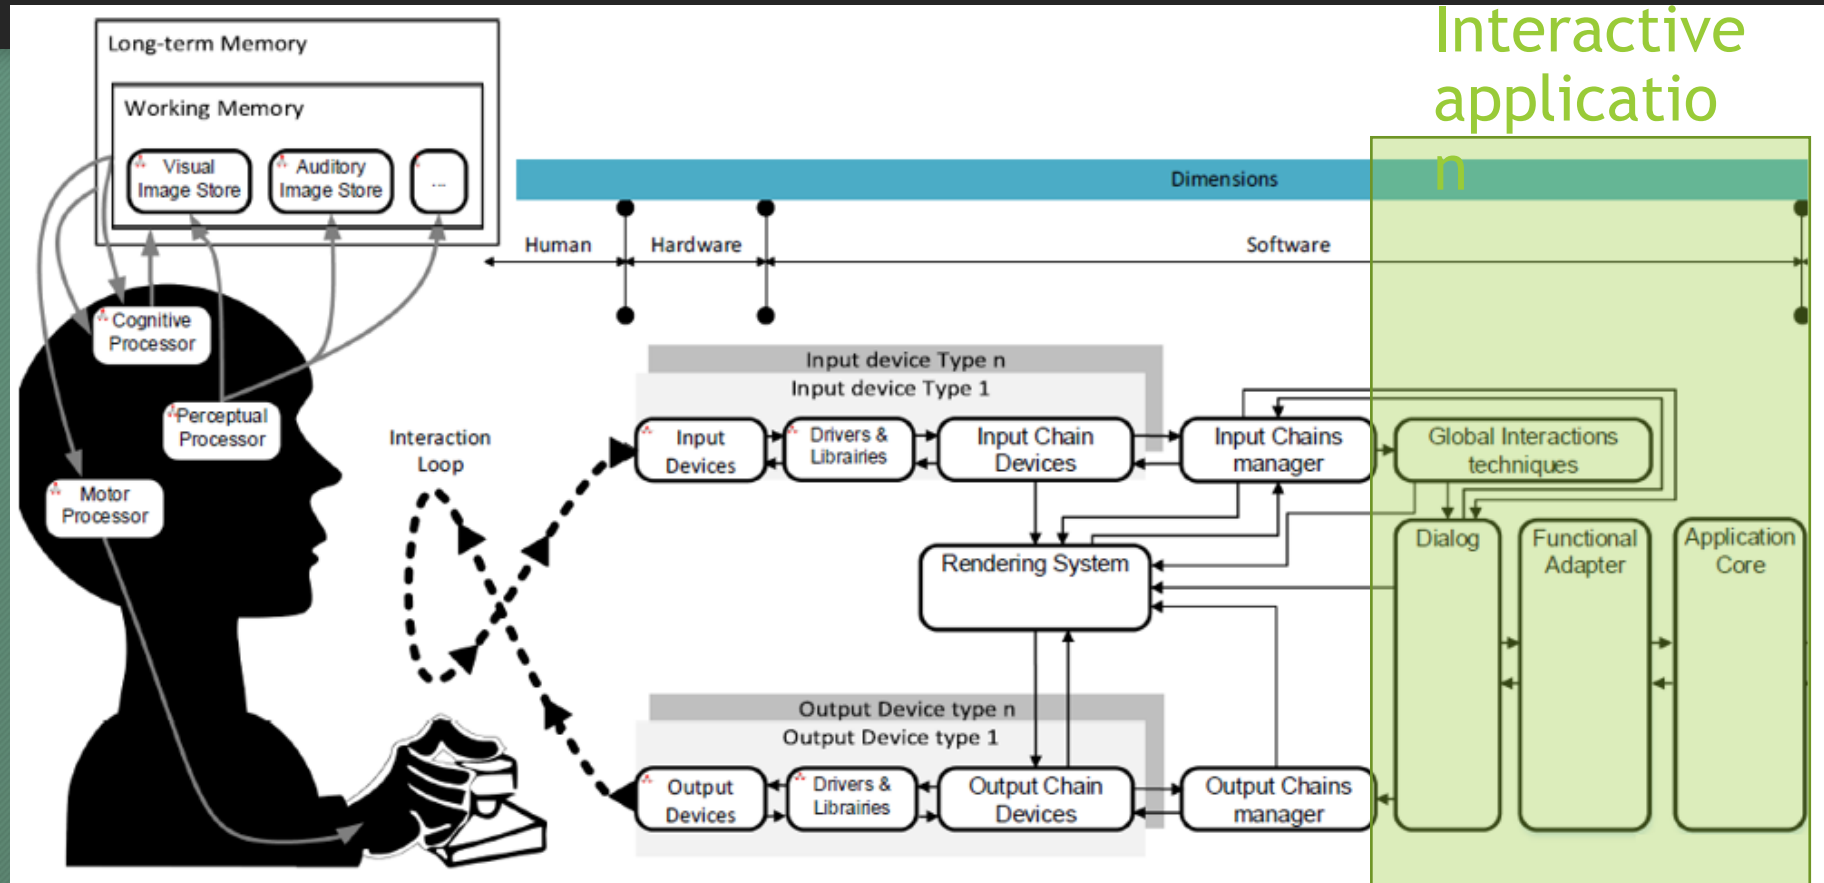 Interactive
applicatio
n
Long-term Memory
Working Memory
Visual
Image Store
Auditory
Image Store
...
Dimensions
Human
Hardware
Software
Cognitive
Processor
Perceptual
Processor
Motor
Processor
Interaction
Loop
Input device Type n
Input device Type 1
Input
Devices
Drivers &
Librairies
Input Chain
Devices
Input Chains
manager
Global Interactions
techniques
Rendering System
Dialog
Functional
Adapter
Application
Core
Output Device type n
Output Device type 1
Output
Devices
Drivers &
Librairies
Output Chain
Devices
Output Chains
manager